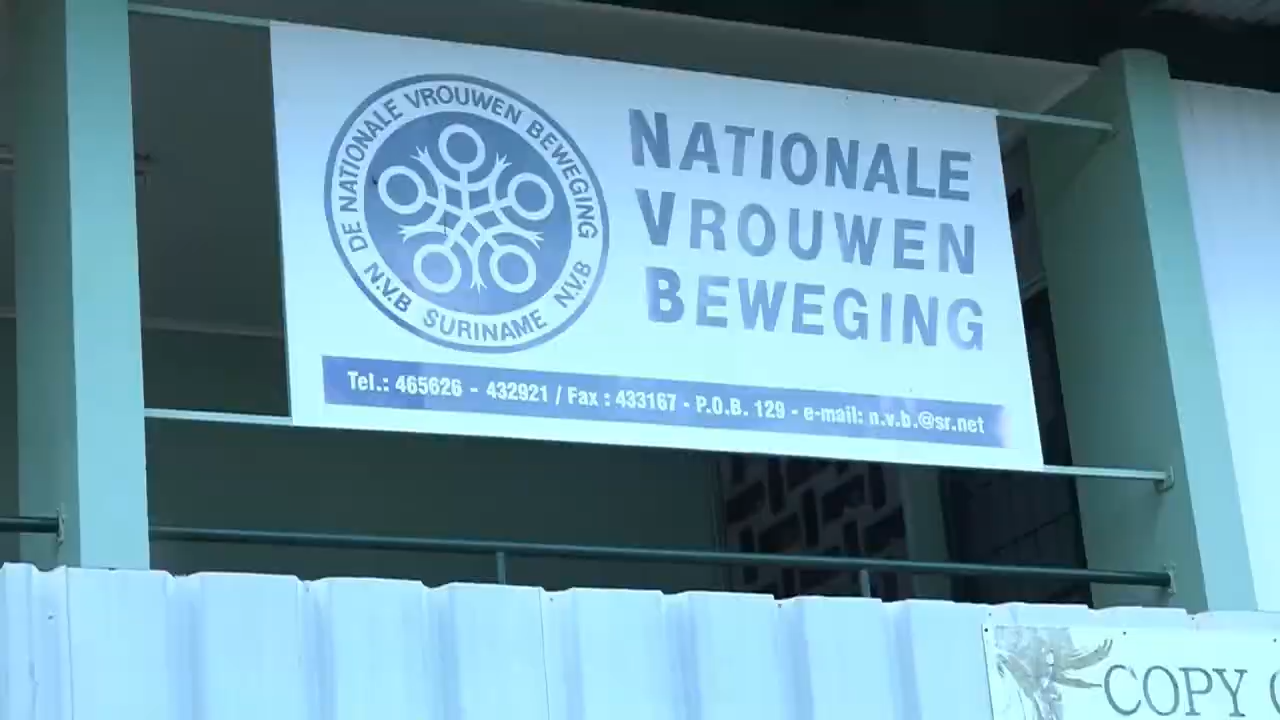 DE NATIONALE VROUWEN BEWEGING
N.V.B SURINAME N.V.B
NATIONALE
VROUWEN
BEWEGING
Tel.: 465626 - 432921 / Fax : 433167 - P.O.B. 129 - e-mail: n.v.b.@sr.net
COPY